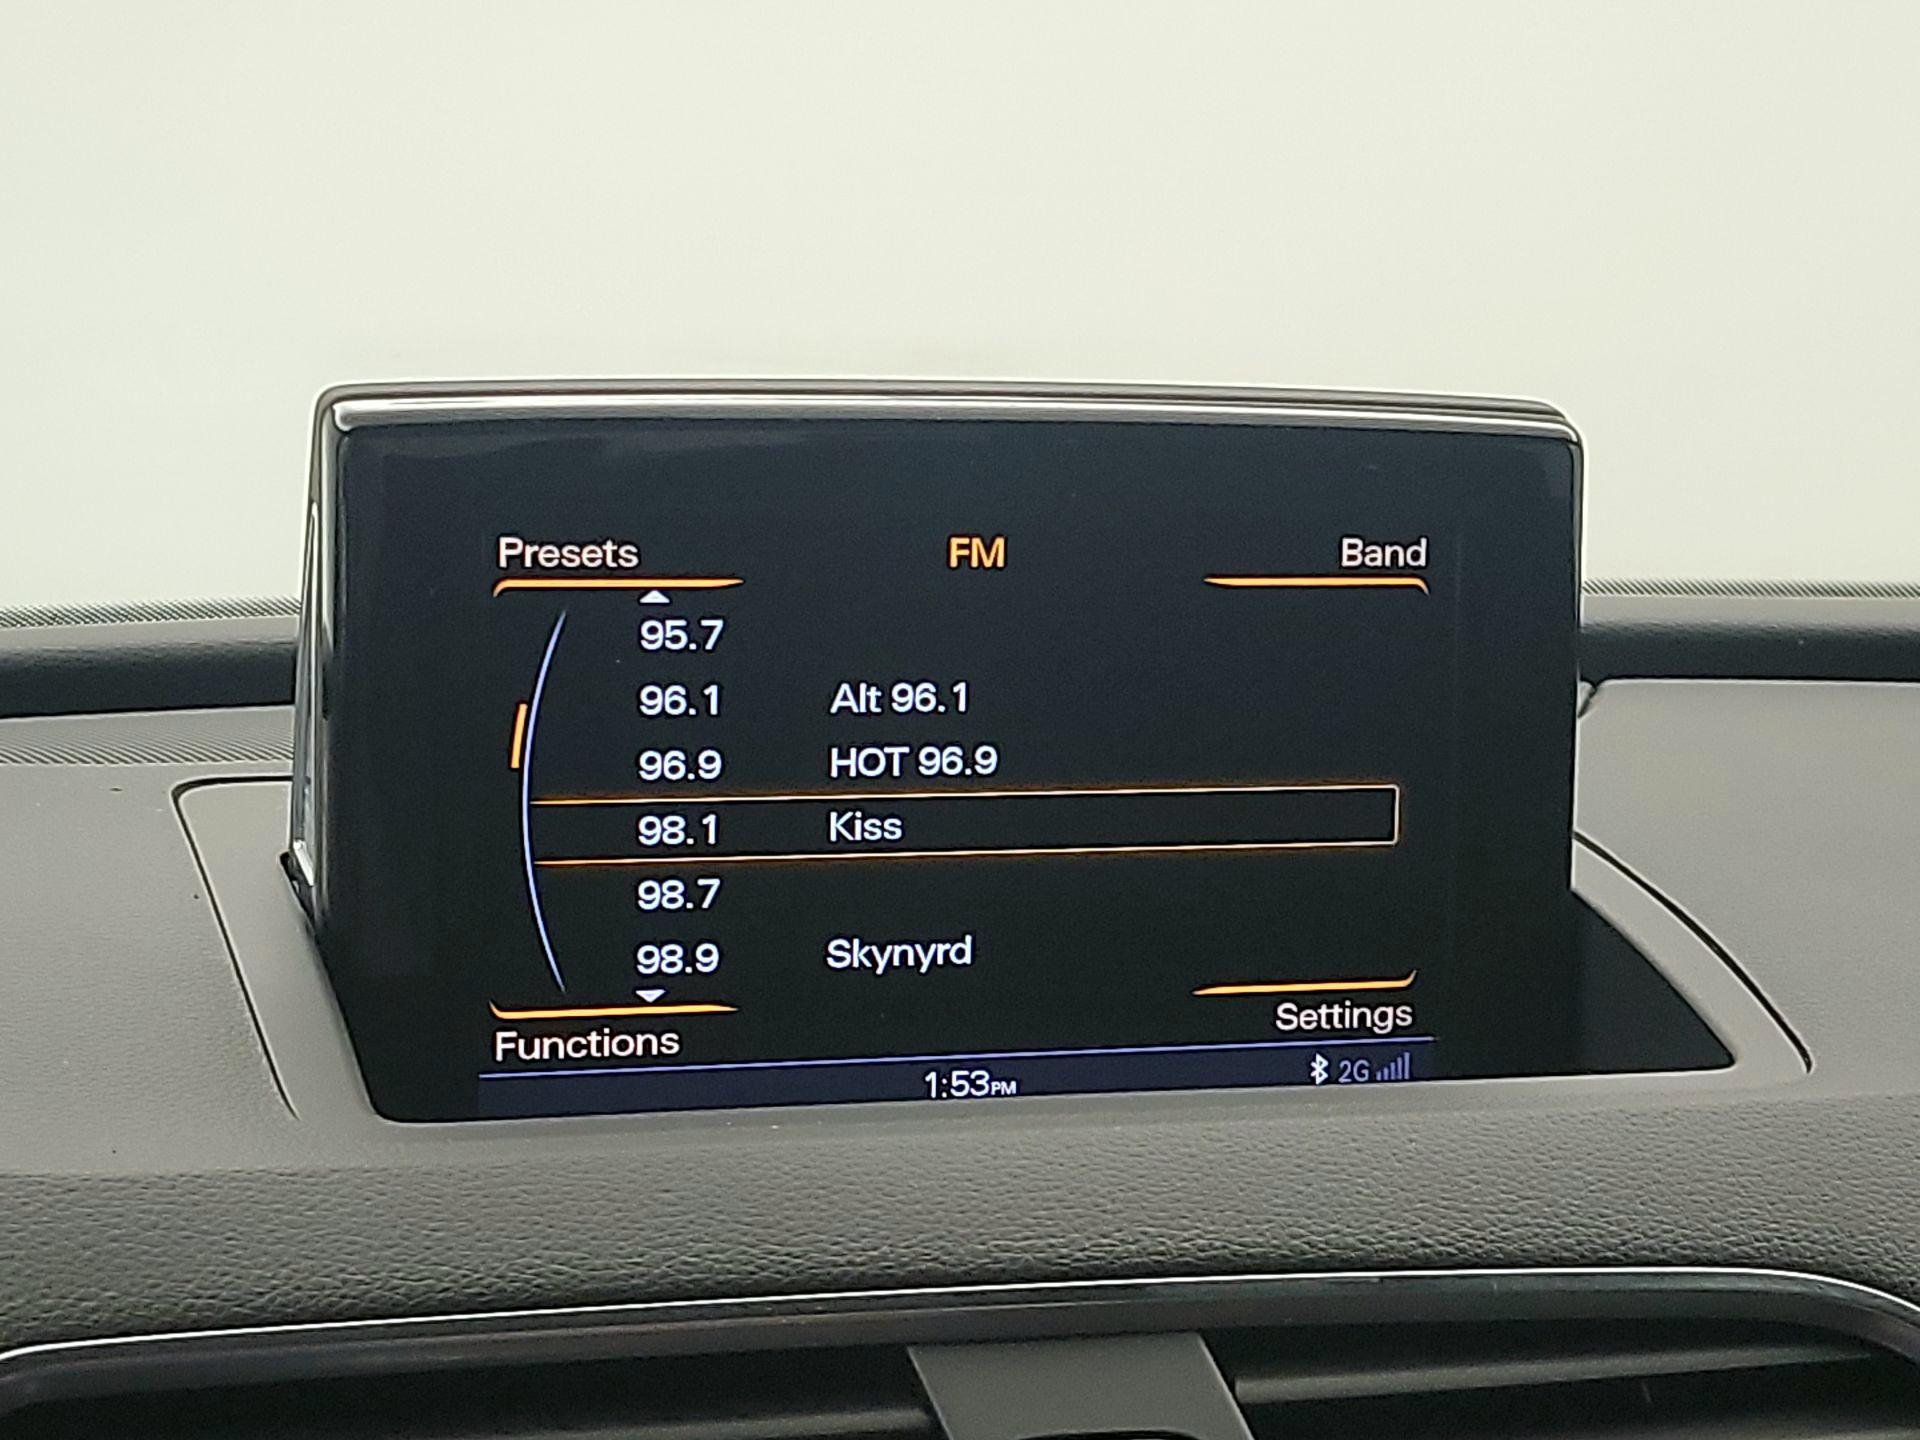 Presets FM Band
95.7
96.1 Alt 96.1
96.9 HOT 96.9
98.1 Kiss
98.7
98.9 Skynyrd
Functions Settings
1:53PM 2G